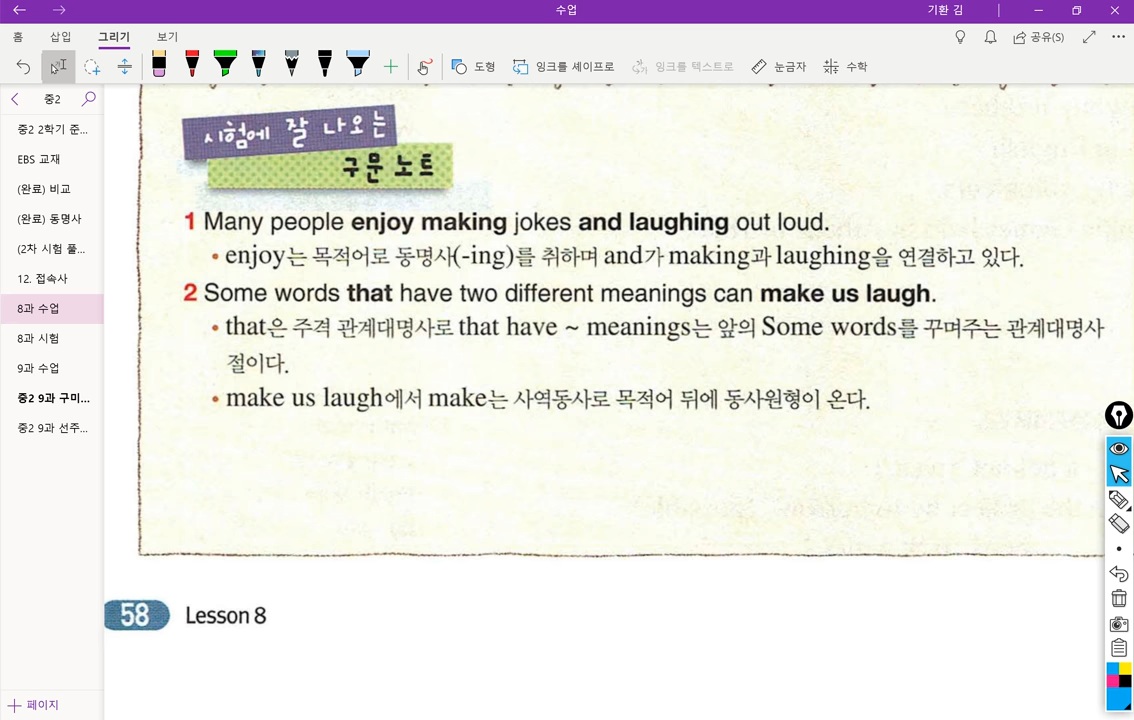 수업
기환 김
홈 삽입 그리기 보기
공유(S)
도형 잉크를 셰이프로 잉크를 텍스트로 눈금자 수학
중2
중2 2학기 준...
EBS 교재
(완료) 비교
(완료) 동명사
(2차 시험 풀...
12. 접속사
8과 수업
8과 시험
9과 수업
중2 9과 구미...
중2 9과 선주...
페이지
시험에 잘 나오는
구문 노트
1 Many people enjoy making jokes and laughing out loud.
• enjoy는 목적어로 동명사(-ing)를 취하며 and가 making과 laughing을 연결하고 있다.
2 Some words that have two different meanings can make us laugh.
• that은 주격 관계대명사로 that have ~ meanings는 앞의 Some words를 꾸며주는 관계대명사
절이다.
• make us laugh에서 make는 사역동사로 목적어 뒤에 동사원형이 온다.
58 Lesson 8